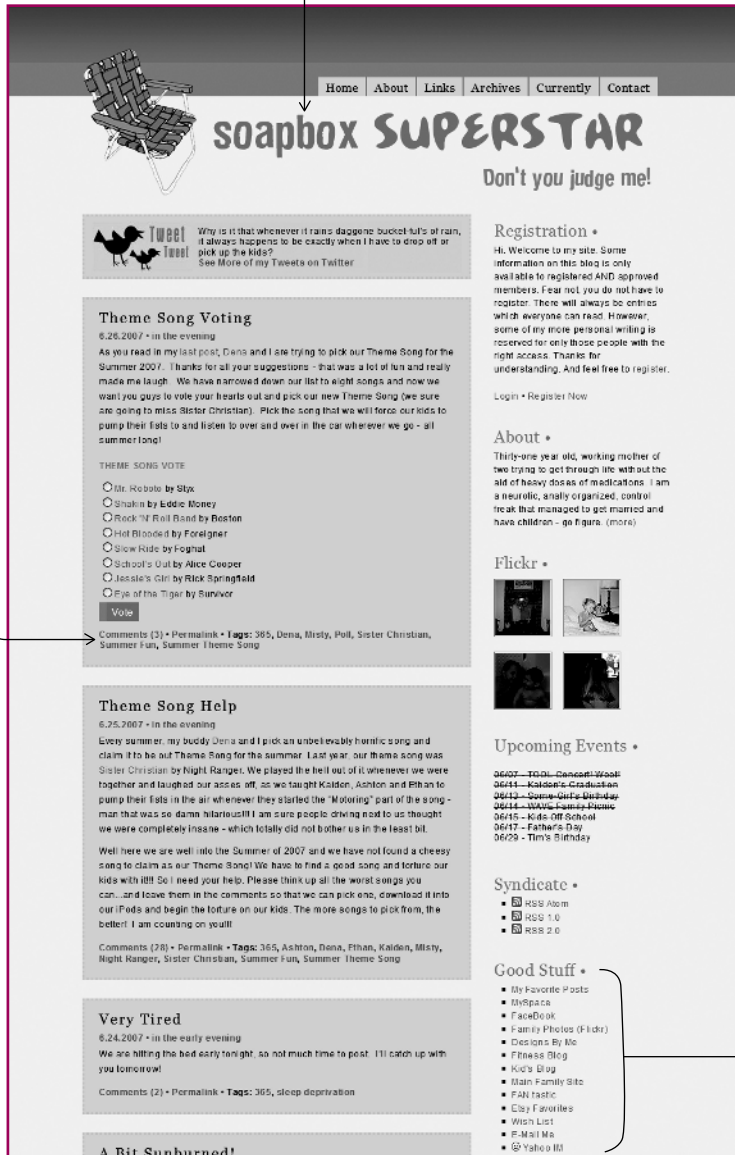 Home About Links Archives Currently Contact
soapbox SUPERSTAR
Don't you judge me!
Tweet
Tweet
Why is it that whenever it rains daggone bucket-ful's of rain,
it always happens to be exactly when I have to drop off or
pick up the kids?
See More of my Tweets on Twitter
Theme Song Voting
6.26.2007 • in the evening
As you read in my last post, Dena and I are trying to pick our Theme Song for the
Summer 2007. Thanks for all your suggestions - that was a lot of fun and really
made me laugh. We have narrowed down our list to eight songs and now we
want you guys to vote your hearts out and pick our new Theme Song (we sure
are going to miss Sister Christian). Pick the song that we will force our kids to
pump their fists to and listen to over and over in the car wherever we go - all
summer long!
THEME SONG VOTE
Mr. Roboto by Styx
Shakin by Eddie Money
Rock 'N' Roll Band by Boston
Hot Blooded by Foreigner
Slow Ride by Foghat
School's Out by Alice Cooper
Jessie's Girl by Rick Springfield
Eye of the Tiger by Survivor
Vote
Comments (3) • Permalink • Tags: 365, Dena, Misty, Poll, Sister Christian,
Summer Fun, Summer Theme Song
Theme Song Help
6.25.2007 • in the evening
Every summer, my buddy Dena and I pick an unbelievably horrific song and
claim it to be out Theme Song for the summer. Last year, our theme song was
Sister Christian by Night Ranger. We played the hell out of it whenever we were
together and laughed our asses off, as we taught Kaiden, Ashton and Ethan to
pump their fists in the air whenever they started the "Motoring" part of the song -
man that was so damn hilarious!!! I am sure people driving next to us thought
we were completely insane - which totally did not bother us in the least bit.
Well here we are well into the Summer of 2007 and we have not found a cheesy
song to claim as our Theme Song! We have to find a good song and torture our
kids with it!!! So I need your help. Please think up all the worst songs you
can...and leave them in the comments so that we can pick one, download it into
our iPods and begin the torture on our kids. The more songs to pick from, the
better! I am counting on you!!!
Comments (28) • Permalink • Tags: 365, Ashton, Dena, Ethan, Kaiden, Misty,
Night Ranger, Sister Christian, Summer Fun, Summer Theme Song
Very Tired
6.24.2007 • in the early evening
We are hitting the bed early tonight, so not much time to post. I'll catch up with
you tomorrow!
Comments (2) • Permalink • Tags: 365, sleep deprivation
A Bit Sunburned!
Registration •
Hi. Welcome to my site. Some
information on this blog is only
available to registered AND approved
members. Fear not, you do not have to
register. There will always be entries
which everyone can read. However,
some of my more personal writing is
reserved for only those people with the
right access. Thanks for
understanding. And feel free to register.
Login • Register Now
About •
Thirty-one year old, working mother of
two trying to get through life without the
aid of heavy doses of medications. I am
a neurotic, anally organized, control
freak that managed to get married and
have children - go figure. (more)
Flickr •
Upcoming Events •
06/07 - TOOL Concert! Woot!
06/11 - Kaiden's Graduation
06/13 - Some-Girl's Birthday
06/14 - WAVE Family Picnic
06/15 - Kids Off School
06/17 - Father's Day
06/29 - Tim's Birthday
Syndicate •
RSS Atom
RSS 1.0
RSS 2.0
Good Stuff •
My Favorite Posts
MySpace
FaceBook
Family Photos (Flickr)
Designs By Me
Fitness Blog
Kid's Blog
Main Family Site
FAN tastic
Etsy Favorites
Wish List
E-Mail Me
Yahoo IM